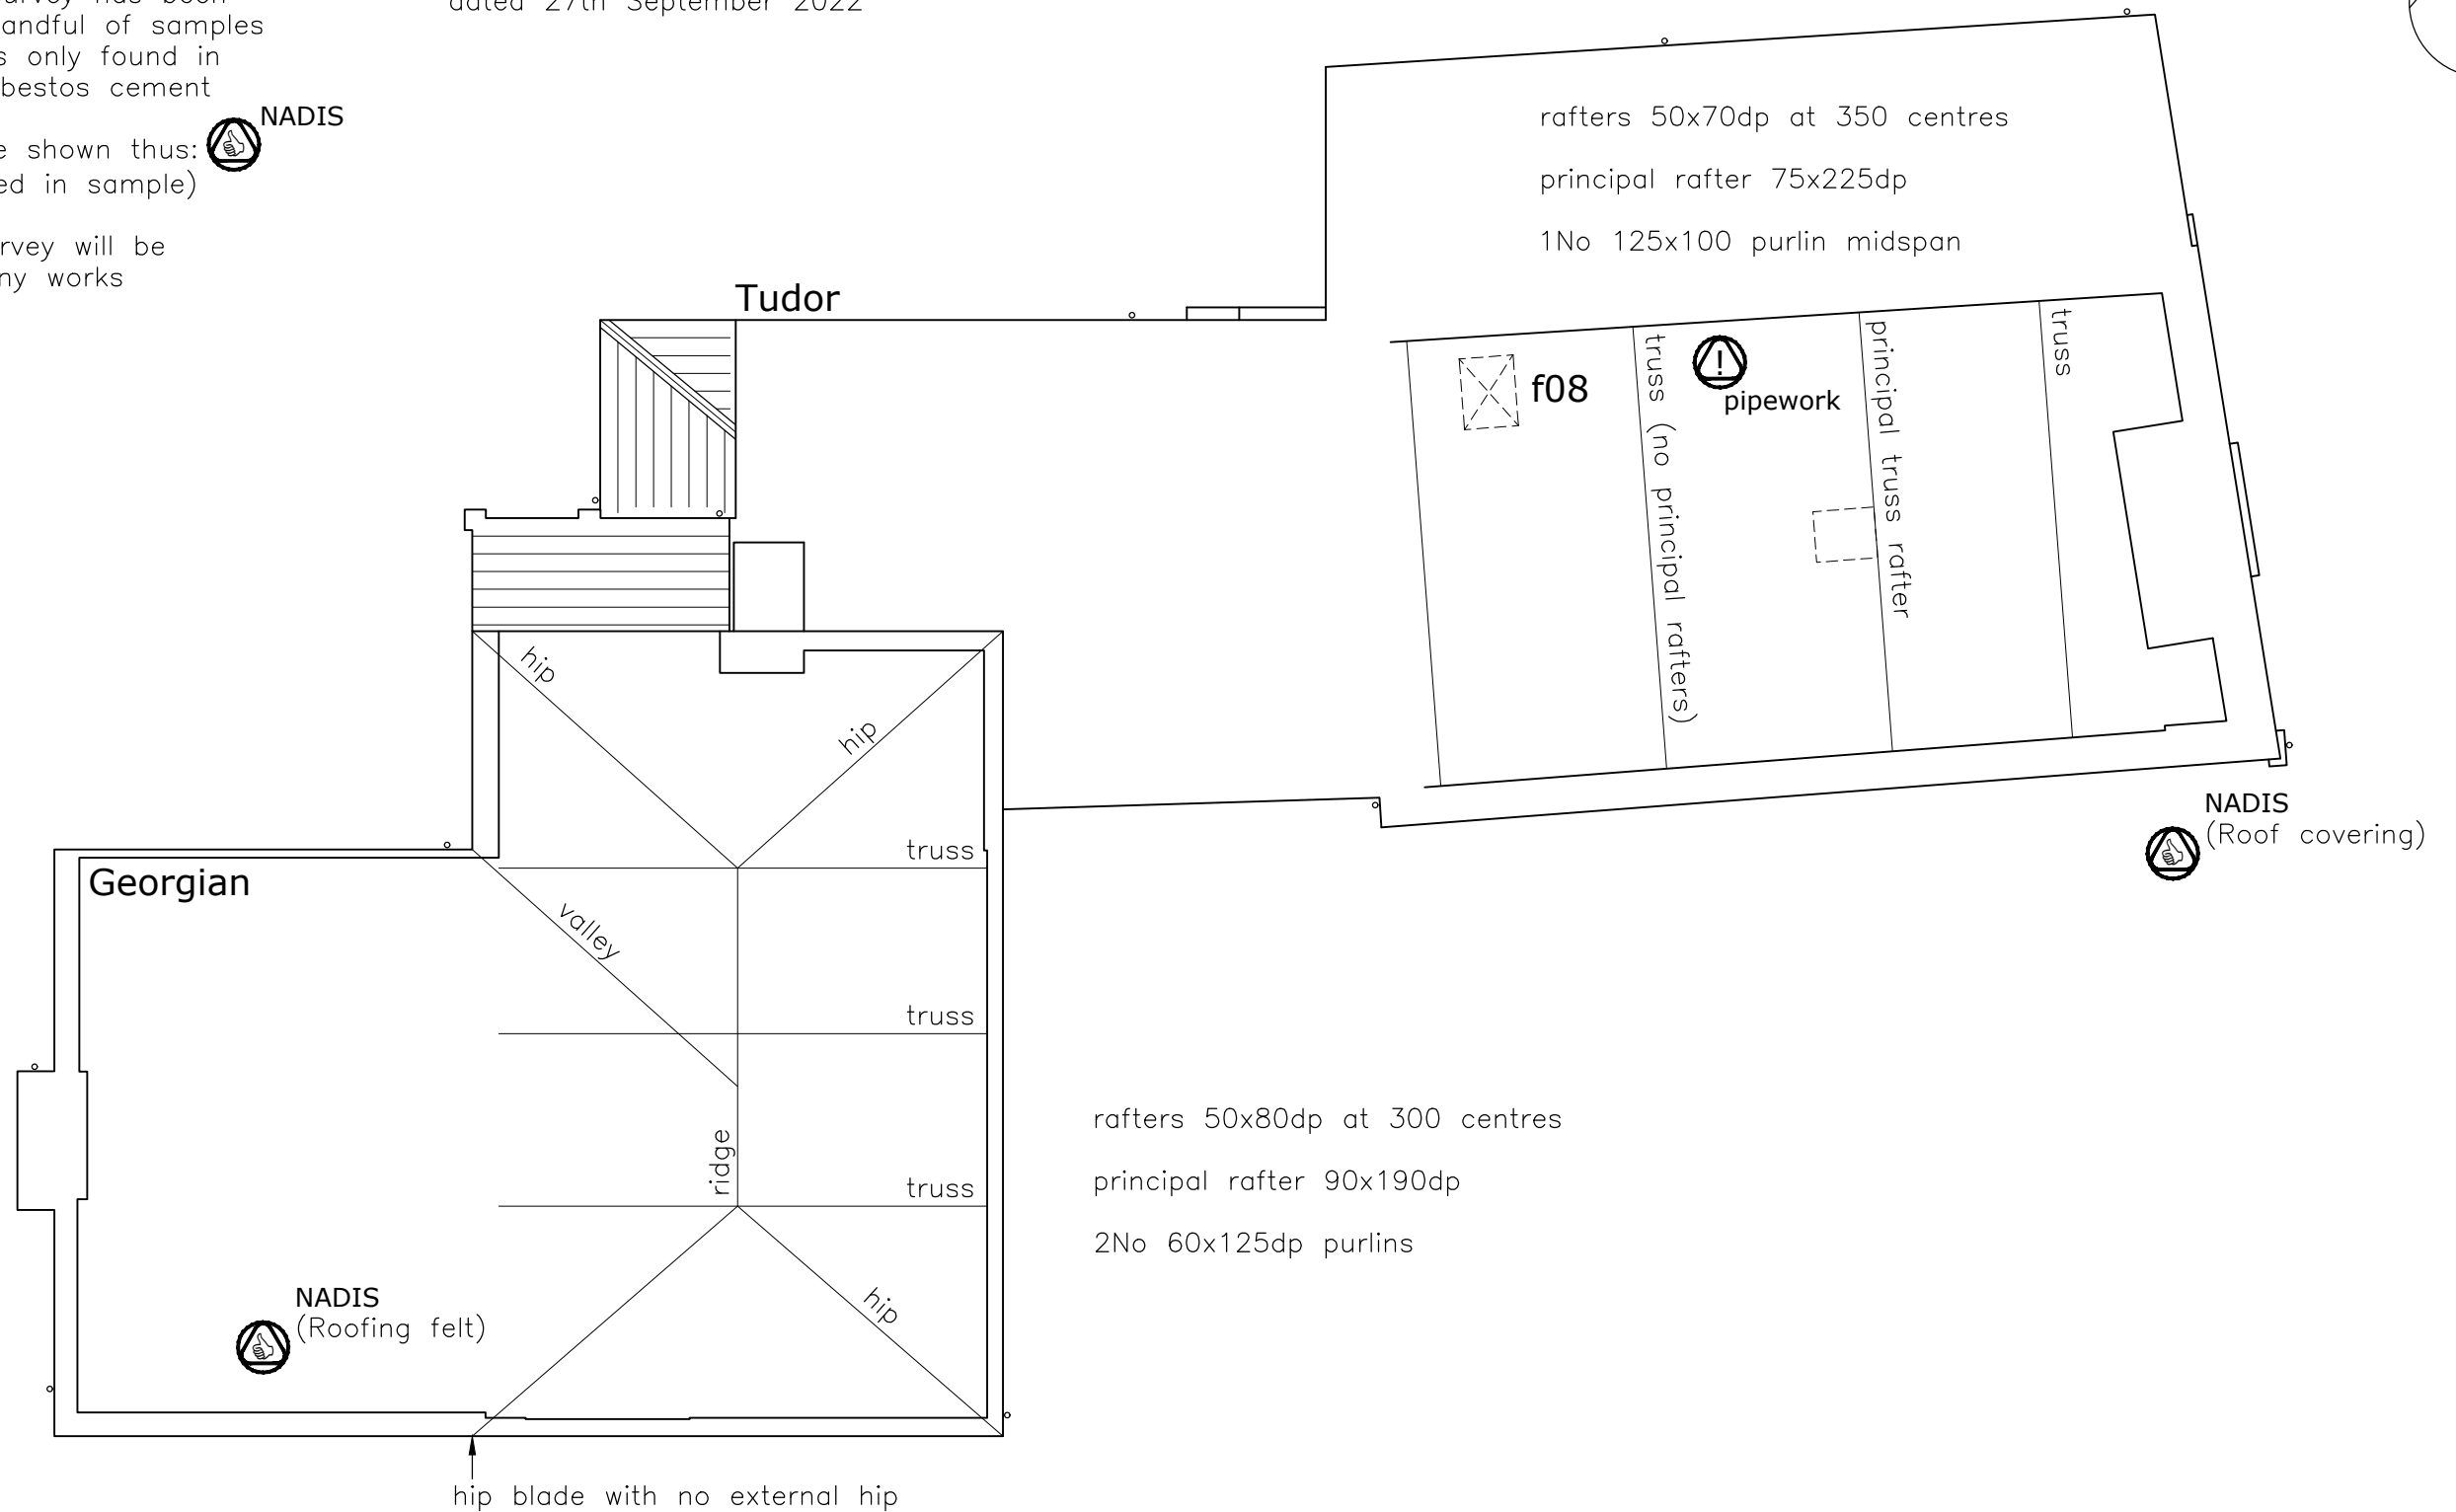 dated 27th September 2022
survey has been
andful of samples
s only found in
bestos cement
NADIS
e shown thus:
ed in sample)
rvey will be
ny works
rafters 50x70dp at 350 centres
principal rafter 75x225dp
1No 125x100 purlin midspan
Tudor
f08
truss (no principal rafters)
!
pipework
principal truss rafter
truss
hip
hip
NADIS
(Roof covering)
Georgian
truss
valley
truss
ridge
truss
rafters 50x80dp at 300 centres
principal rafter 90x190dp
2No 60x125dp purlins
NADIS
(Roofing felt)
hip
hip blade with no external hip